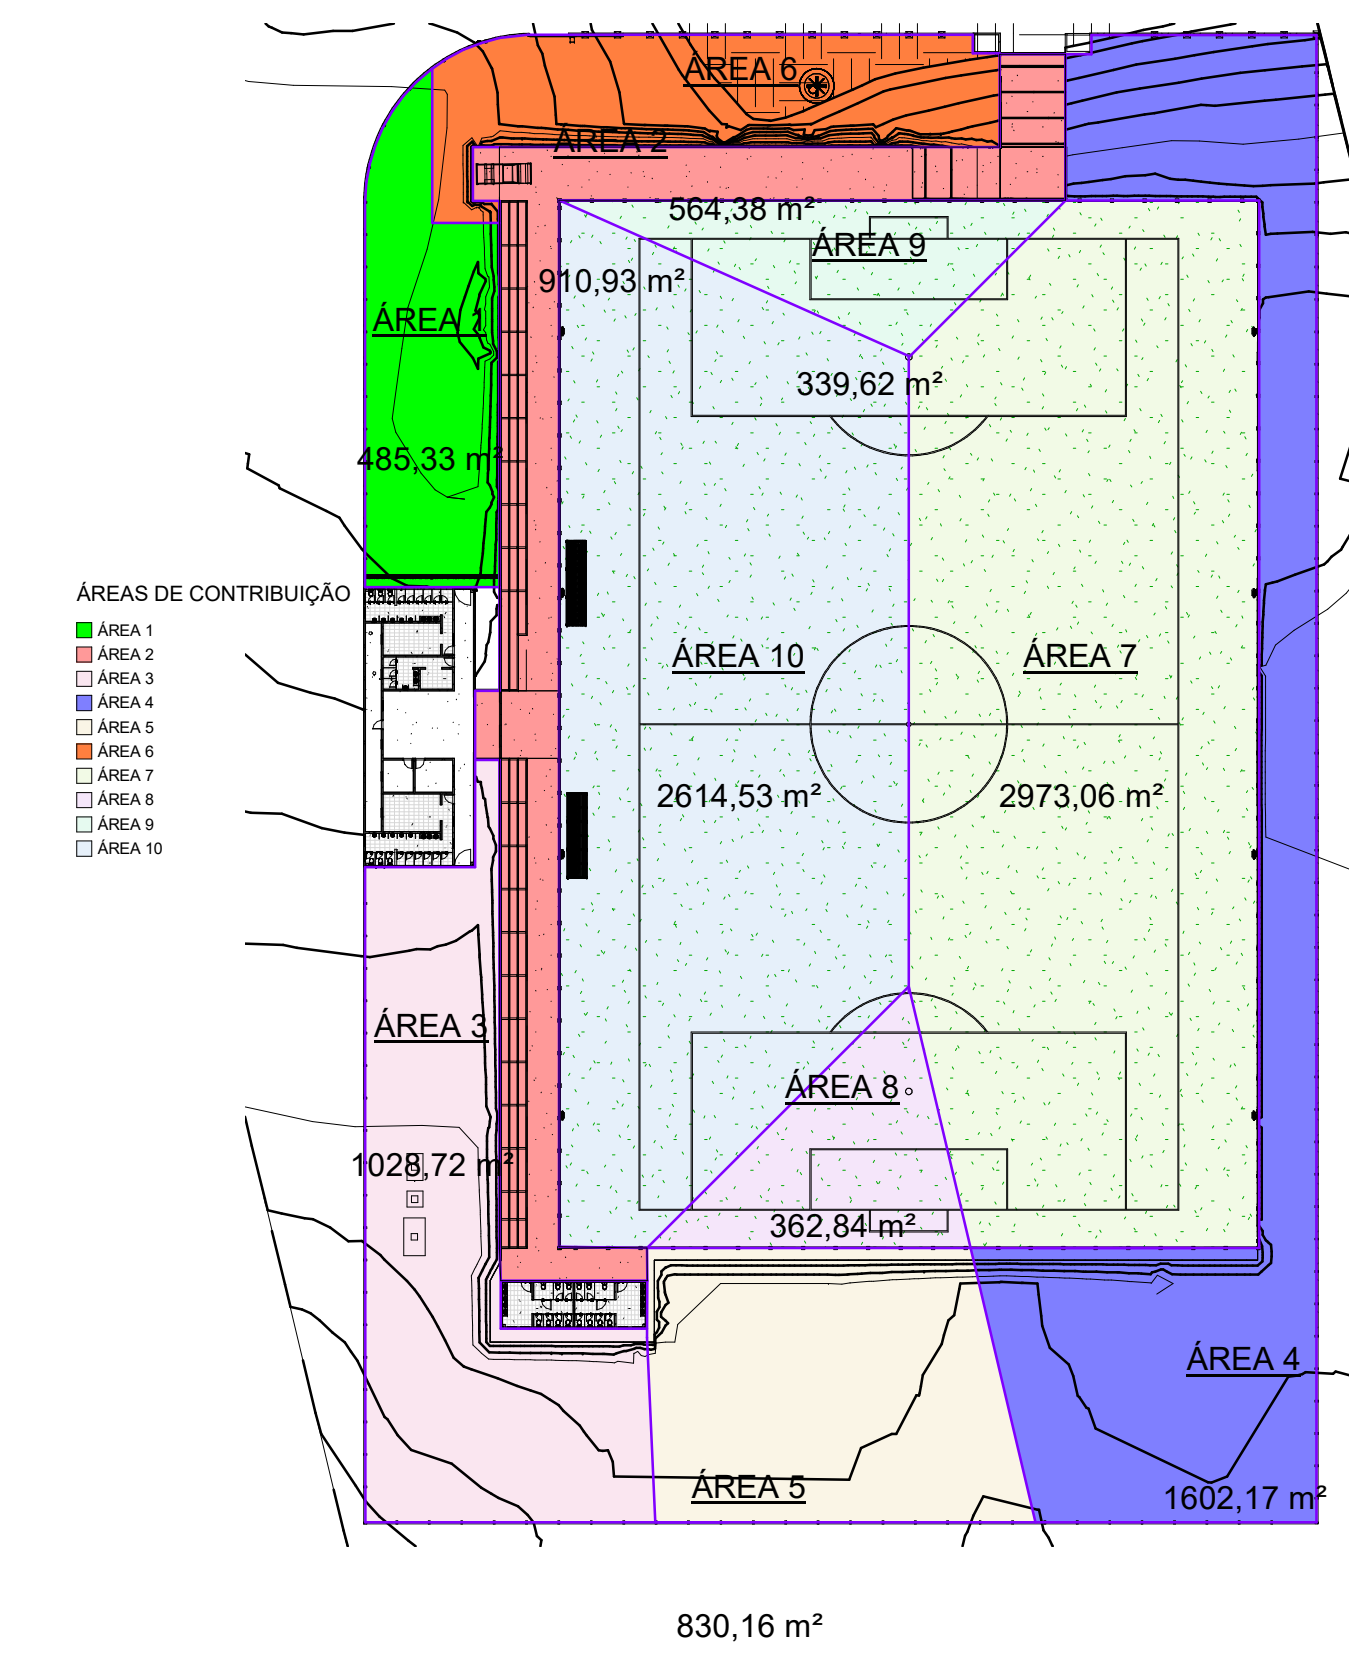 ÁREA 6
ÁREA 2
564,38 m²
ÁREA 9
910,93 m²
ÁREA 1
339,62 m²
485,33 m²
ÁREAS DE CONTRIBUIÇÃO
ÁREA 1
ÁREA 2
ÁREA 3
ÁREA 4
ÁREA 5
ÁREA 6
ÁREA 7
ÁREA 8
ÁREA 9
ÁREA 10
ÁREA 10
ÁREA 7
2614,53 m²
2973,06 m²
ÁREA 3
ÁREA 8
1028,72 m²
362,84 m²
ÁREA 4
ÁREA 5
1602,17 m²
830,16 m²